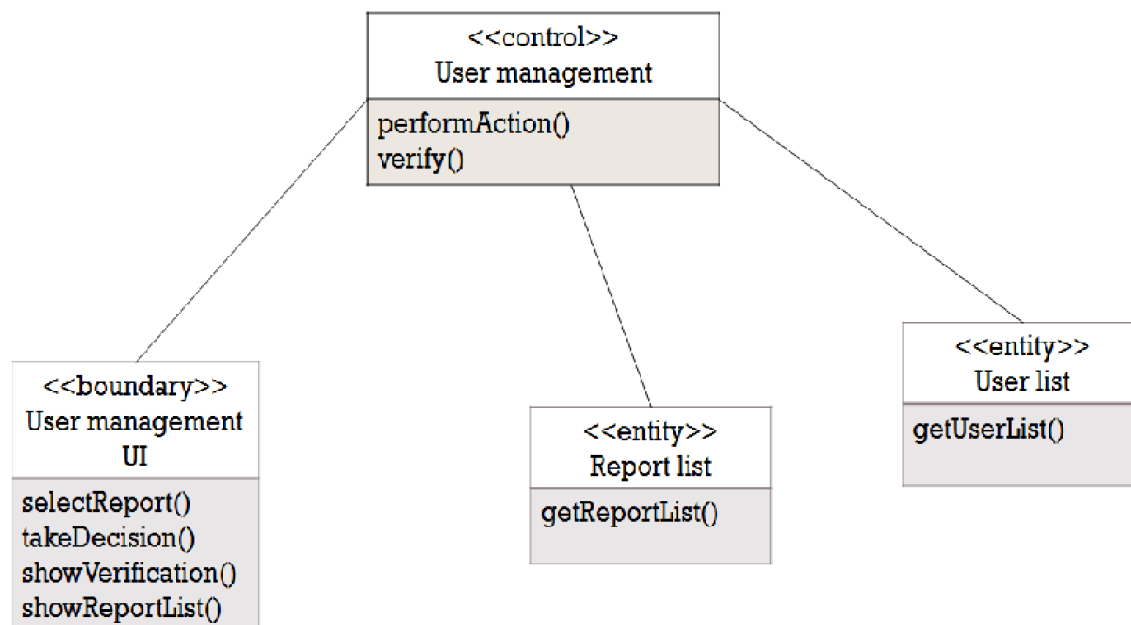 <<control>>
User management
performAction()
verify()
<<boundary>>
User management
UI
selectReport()
takeDecision()
showVerification()
showReportList()
<<entity>>
Report list
getReportList()
<<entity>>
User list
getUserList()